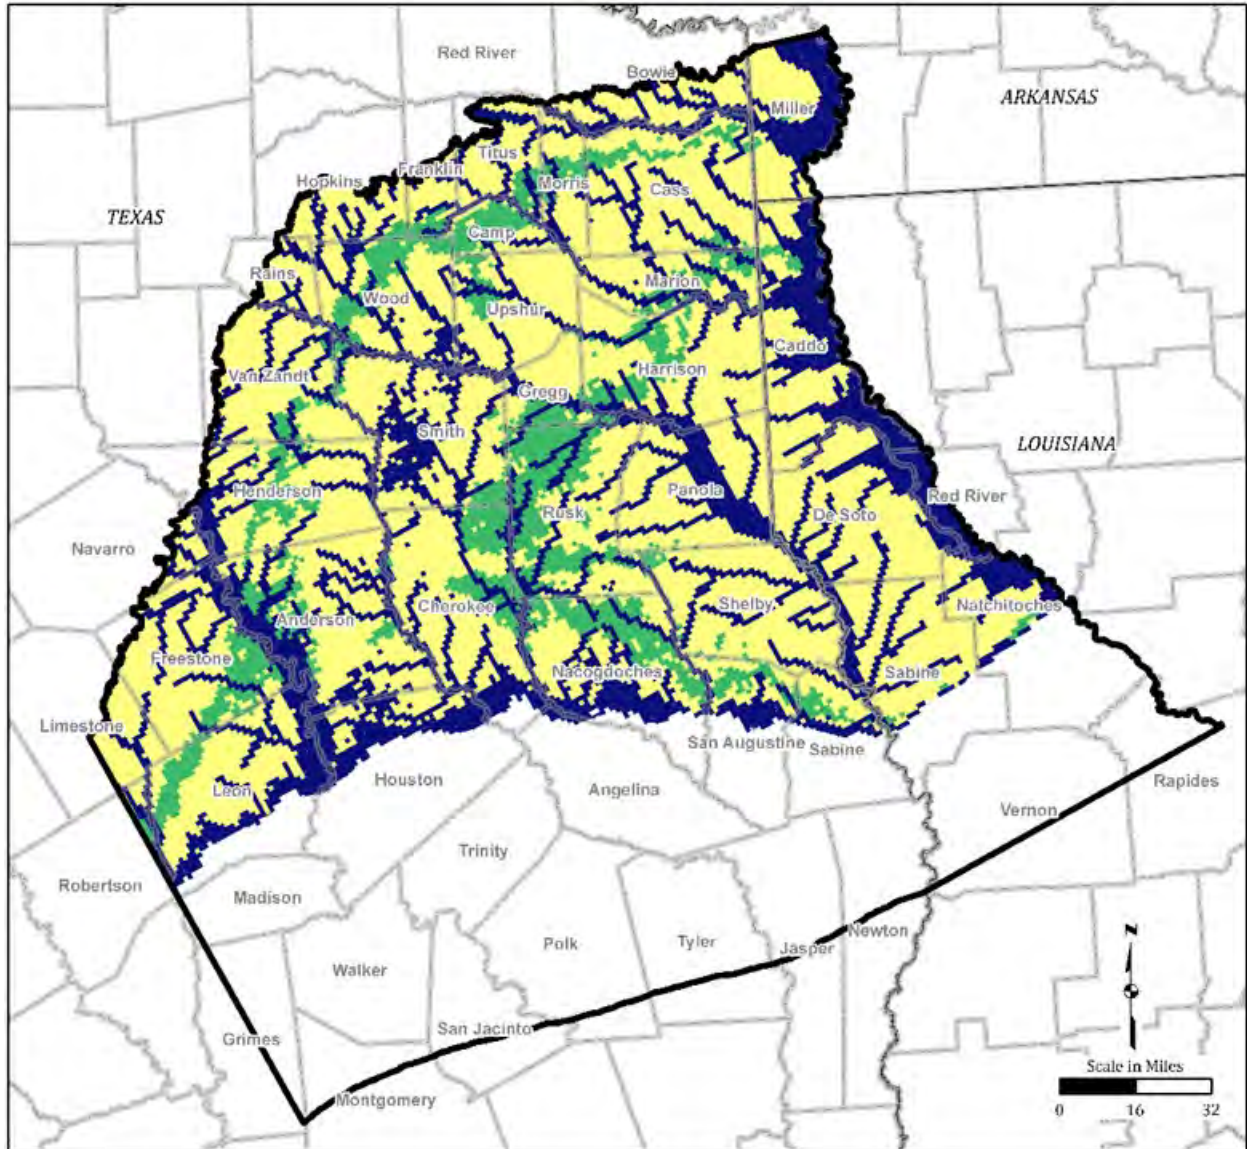 Red River
Bowie
ARKANSAS
Miller
Titus
Franklin
Hopkins
Morris
Cass
TEXAS
Camp
Rains
Marion
Wood
Upshur
Caddo
Harrison
Van Zandt
Gregg
Smith
LOUISIANA
Henderson
Panola
Red River
Rusk
De Soto
Navarro
Cherokee
Shelby
Natchitoches
Anderson
Freestone
Nacogdoches
Sabine
Limestone
San Augustine
Sabine
Houston
Leon
Angelina
Rapides
Vernon
Trinity
Robertson
Madison
Newton
Polk
Tyler
Jasper
N
Walker
San Jacinto
Grimes
Scale in Miles
Montgomery
0 16 32